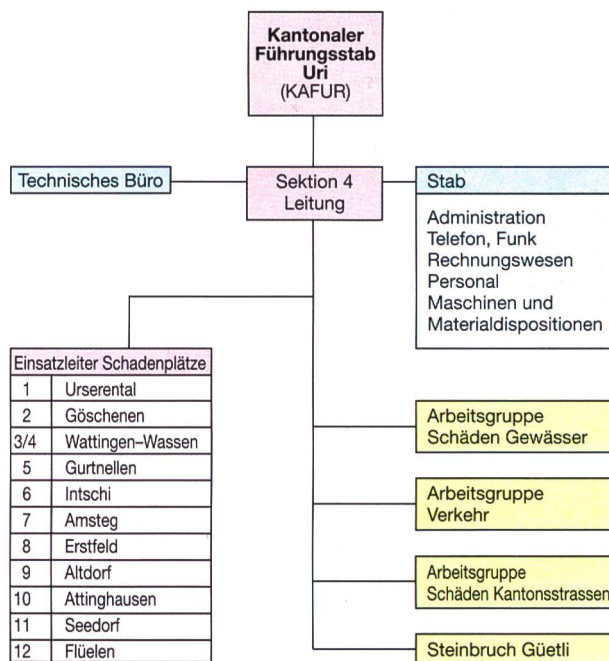 Kantonaler
Führungsstab
Uri
(KAFUR)
Technisches Büro
Sektion 4
Leitung
Stab
Administration
Telefon, Funk
Rechnungswesen
Personal
Maschinen und
Materialdispositionen
Einsatzleiter Schadenplätze
1 Urserental
2 Göschenen
3/4 Wattingen–Wassen
5 Gurtnellen
6 Intschi
7 Amsteg
8 Erstfeld
9 Altdorf
10 Attinghausen
11 Seedorf
12 Flüelen
Arbeitsgruppe
Schäden Gewässer
Arbeitsgruppe
Verkehr
Arbeitsgruppe
Schäden Kantonsstrassen
Steinbruch Güetli